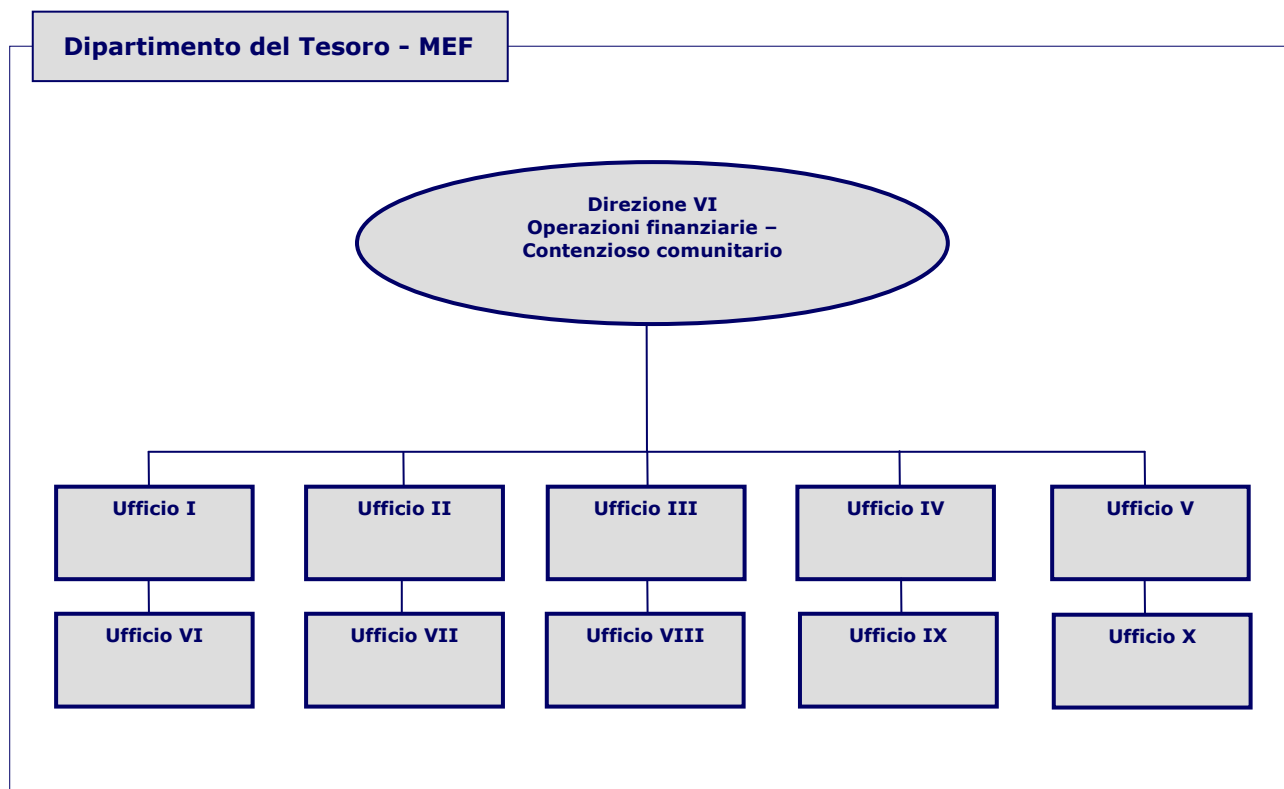 Dipartimento del Tesoro - MEF
Direzione VI
Operazioni finanziarie –
Contenzioso comunitario
Ufficio I
Ufficio II
Ufficio III
Ufficio IV
Ufficio V
Ufficio VI
Ufficio VII
Ufficio VIII
Ufficio IX
Ufficio X